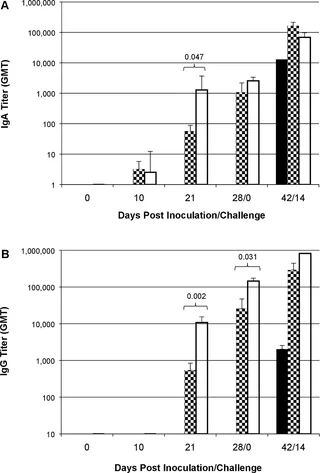 A
1,000,000
100,000
10,000
1,000
100
10
1
IgA Titer (GMT)
0.047
0 10 21 28/0 42/14
Days Post Inoculation/Challenge
B
1,000,000
100,000
10,000
1,000
100
10
IgG Titer (GMT)
0.002
0.031
0 10 21 28/0 42/14
Days Post Inoculation/Challenge